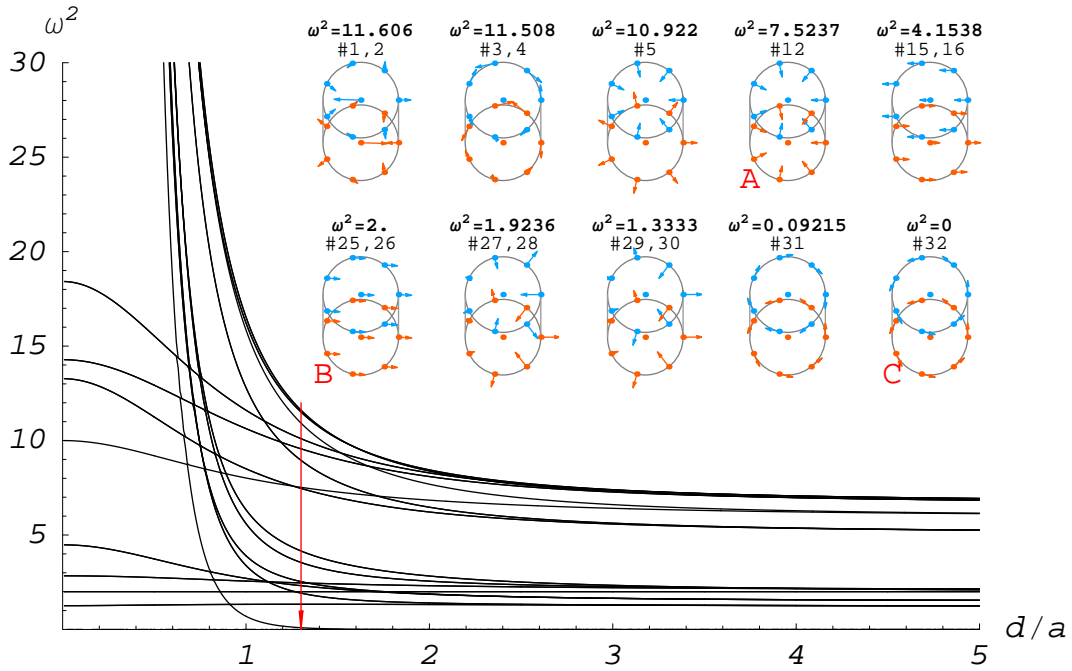 ω²
ω²=11.606 ω²=11.508 ω²=10.922 ω²=7.5237 ω²=4.1538
#1,2 #3,4 #5 #12 #15,16
A
ω²=2. ω²=1.9236 ω²=1.3333 ω²=0.09215 ω²=0
#25,26 #27,28 #29,30 #31 #32
B C
30
25
20
15
10
5
1 2 3 4 5 d/a